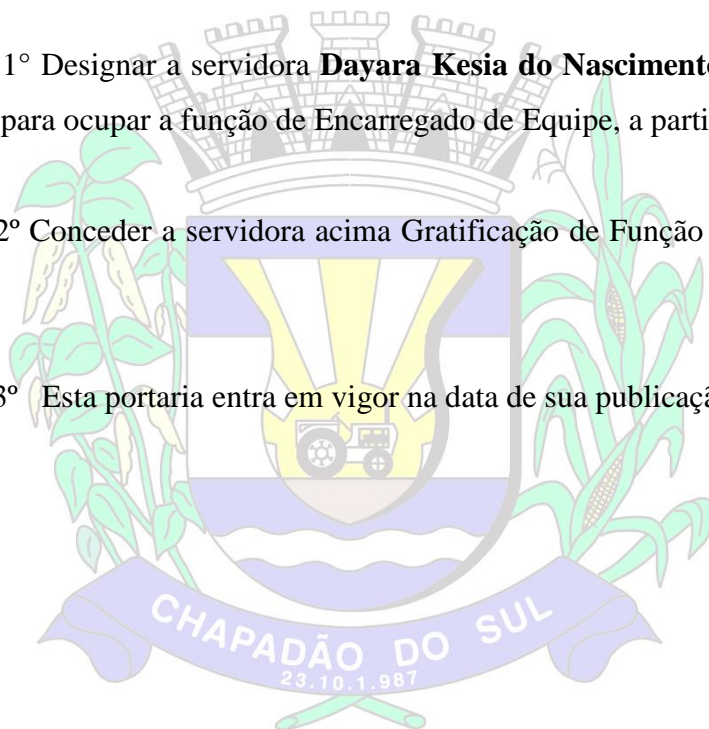 1° Designar a servidora Dayara Kesia do Nascimento
para ocupar a função de Encarregado de Equipe, a parti
2º Conceder a servidora acima Gratificação de Função
3º Esta portaria entra em vigor na data de sua publicaçã
CHAPADÃO DO SUL
23.10.1.987